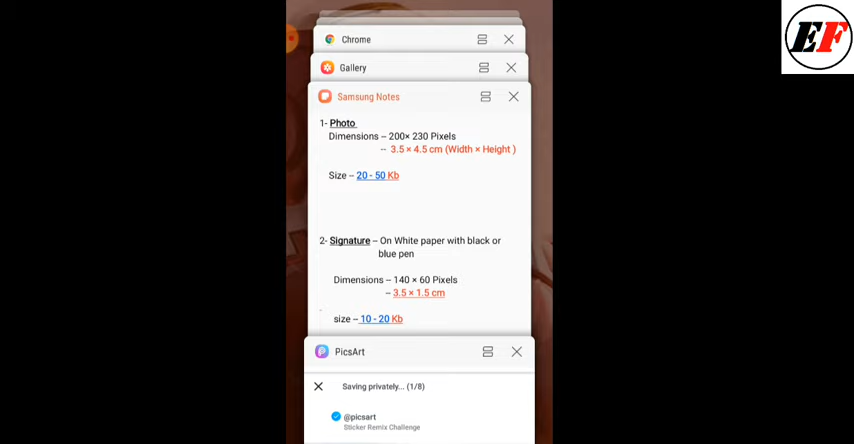 EF
Chrome
Gallery
Samsung Notes
1- Photo
Dimensions -- 200× 230 Pixels
-- 3.5 × 4.5 cm (Width × Height )
Size -- 20 - 50 Kb
2- Signature -- On White paper with black or
blue pen
Dimensions -- 140 × 60 Pixels
-- 3.5 × 1.5 cm
size -- 10 - 20 Kb
PicsArt
Saving privately... (1/8)
@picsart
Sticker Remix Challenge